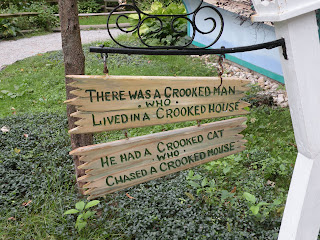 THERE WAS A CROOKED MAN
· WHO ·
LIVED IN A CROOKED HOUSE
HE HAD A CROOKED CAT
· WHO ·
CHASED A CROOKED MOUSE